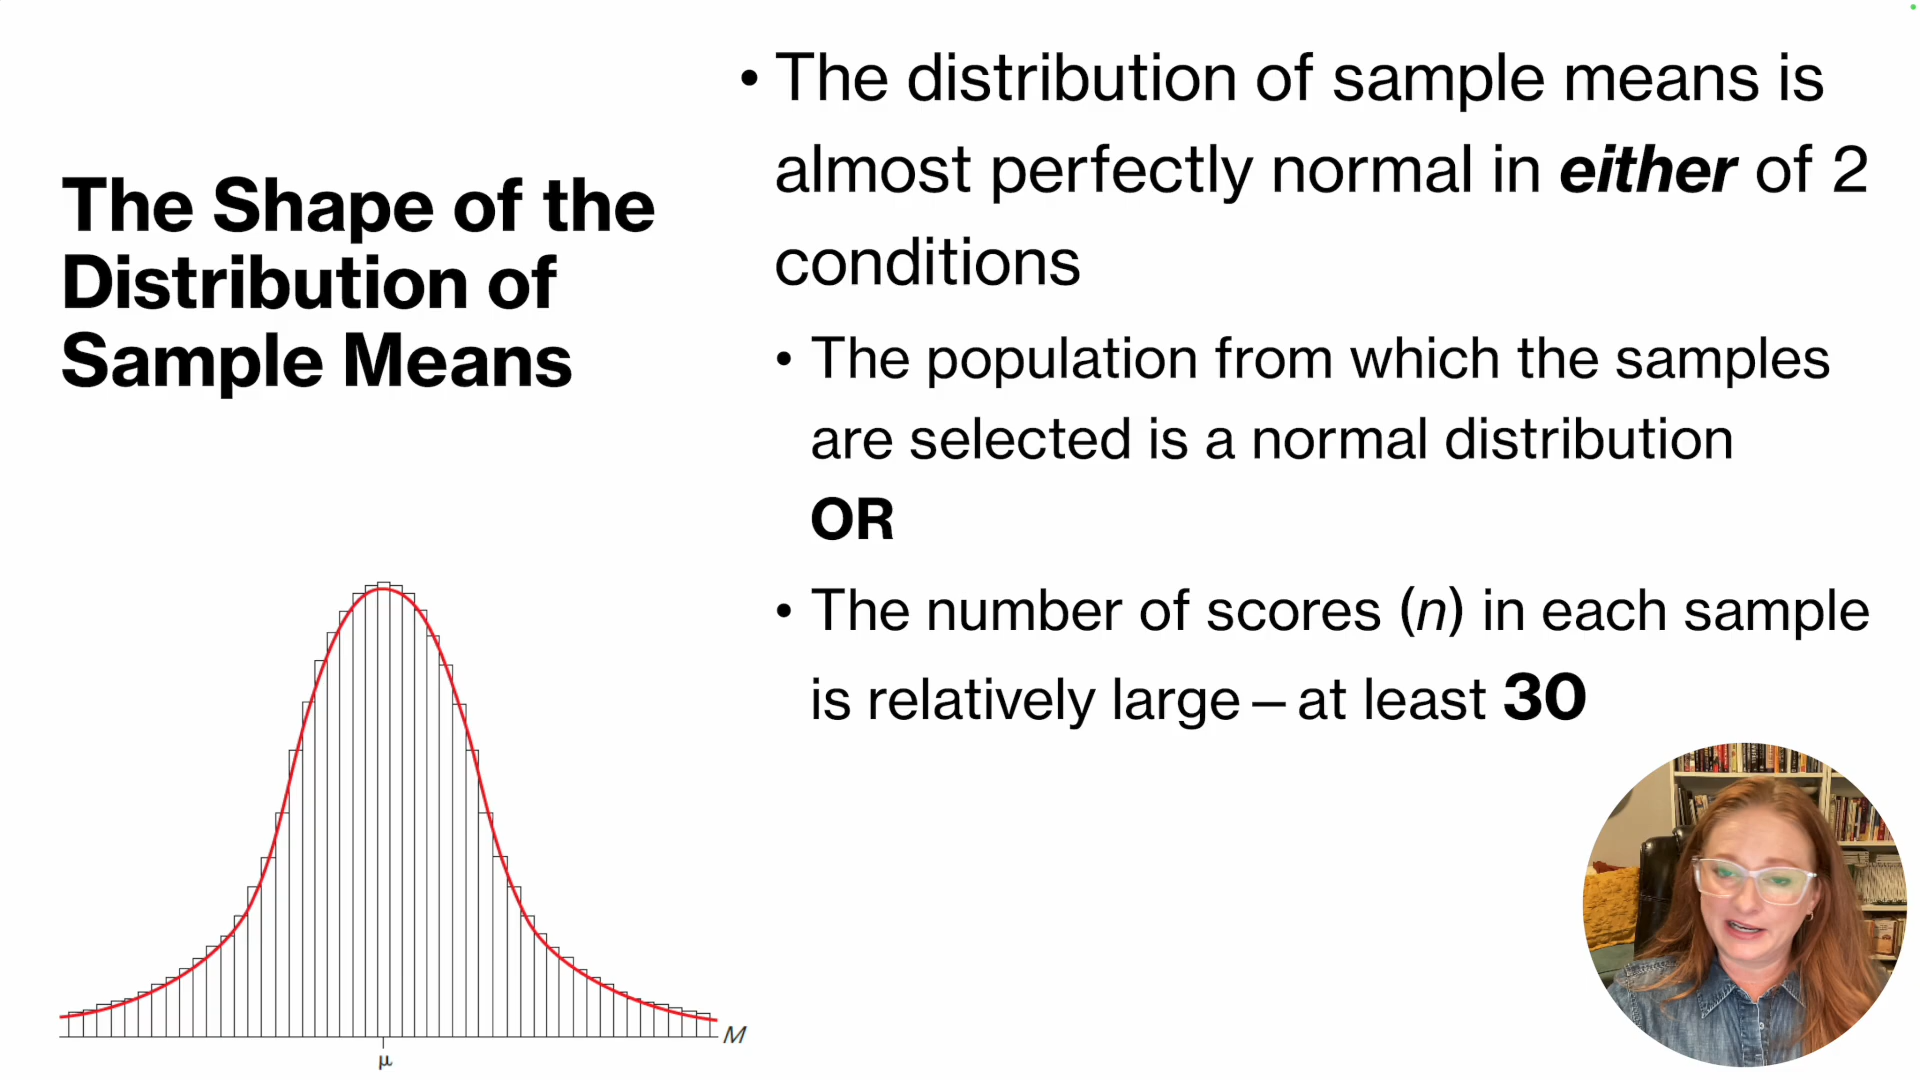 The Shape of the
Distribution of
Sample Means
• The distribution of sample means is
almost perfectly normal in either of 2
conditions
• The population from which the samples
are selected is a normal distribution
OR
• The number of scores (n) in each sample
is relatively large – at least 30
M
μ